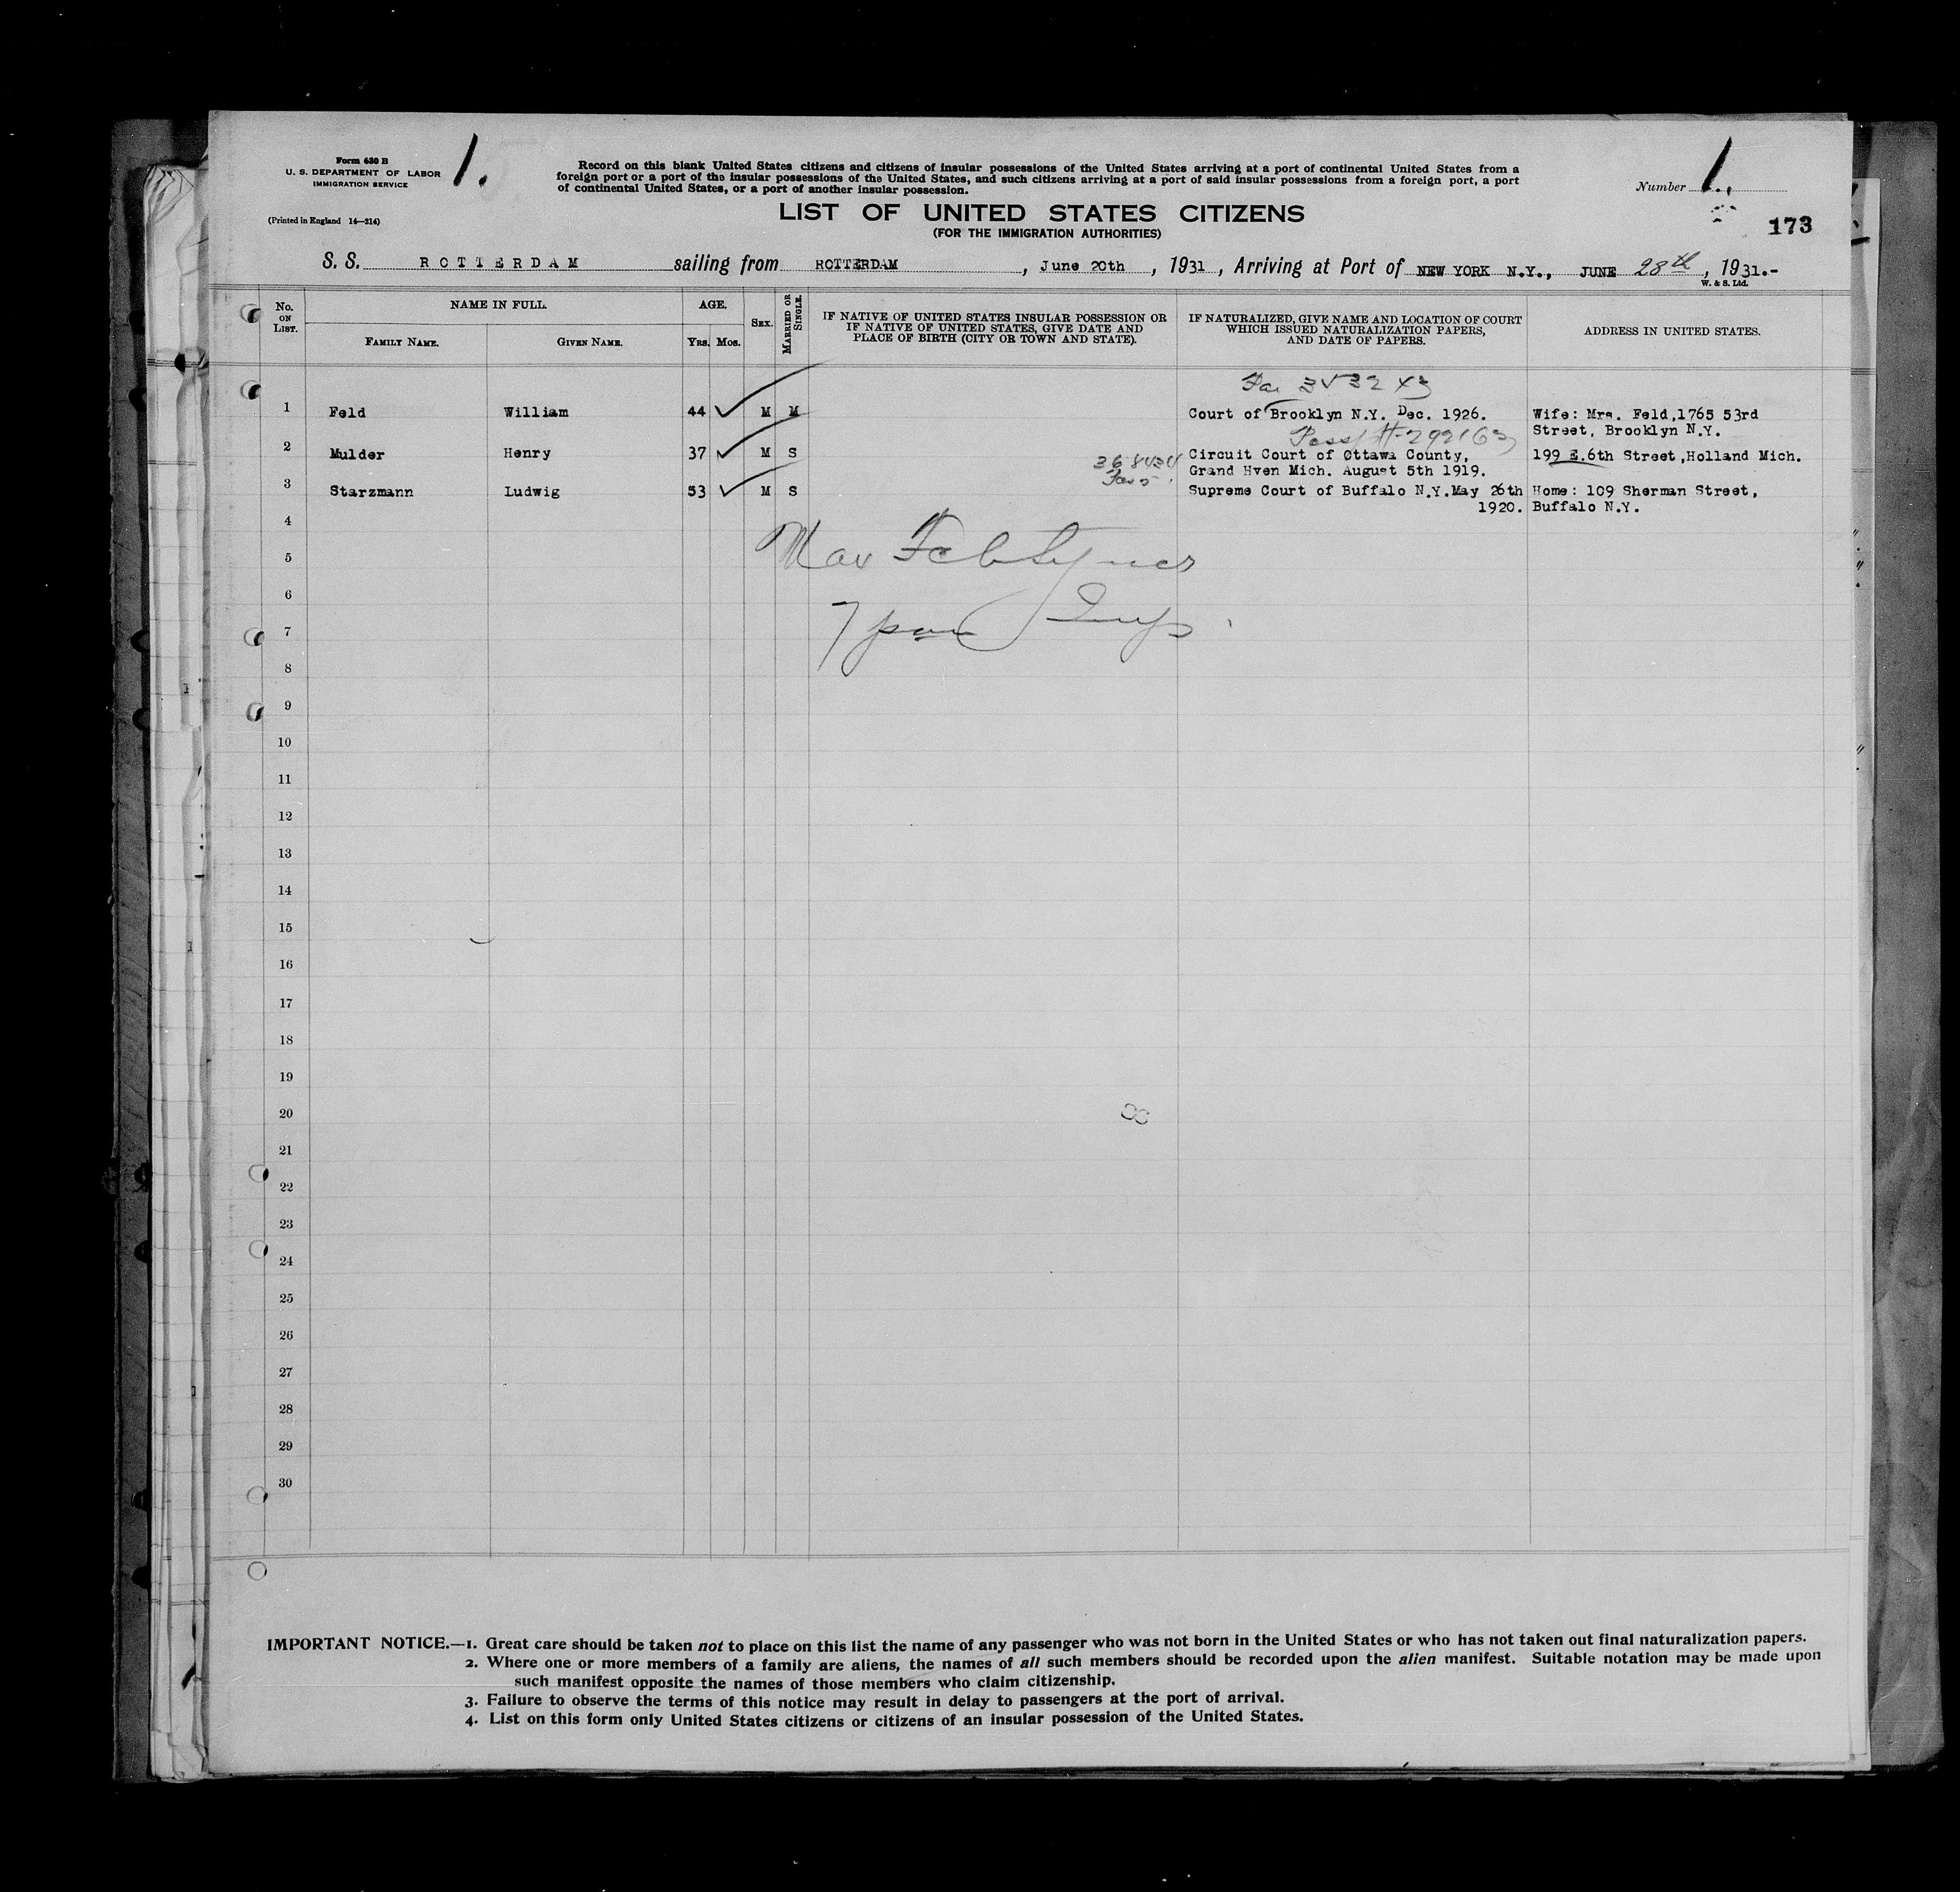 Form 630 B
U. S. DEPARTMENT OF LABOR
IMMIGRATION SERVICE
(Printed in England 14—214)
1.
Record on this blank United States citizens and citizens of insular possessions of the United States arriving at a port of continental United States from a
foreign port or a port of the insular possessions of the United States, and such citizens arriving at a port of said insular possessions from a foreign port, a port
of continental United States, or a port of another insular possession.
Number 1.
173
LIST OF UNITED STATES CITIZENS
(FOR THE IMMIGRATION AUTHORITIES)
S. S. ROTTERDAM sailing from ROTTERDAM, June 20th, 1931, Arriving at Port of NEW YORK N.Y., JUNE 28th, 1931.-
W. & S. Ltd.
No. ON LIST.
NAME IN FULL.
FAMILY NAME.
GIVEN NAME.
AGE.
YRS. MOS.
SEX.
MARRIED OR SINGLE.
IF NATIVE OF UNITED STATES INSULAR POSSESSION OR
IF NATIVE OF UNITED STATES, GIVE DATE AND
PLACE OF BIRTH (CITY OR TOWN AND STATE).
IF NATURALIZED, GIVE NAME AND LOCATION OF COURT
WHICH ISSUED NATURALIZATION PAPERS,
AND DATE OF PAPERS.
ADDRESS IN UNITED STATES.
1 Feld William 44 M M Court of Brooklyn N.Y. Dec. 1926. Wife: Mrs. Feld,1765 53rd
Street, Brooklyn N.Y.
2 Mulder Henry 37 M S Circuit Court of Ottawa County, 199 E.6th Street,Holland Mich.
Grand Hven Mich. August 5th 1919.
3 Starzmann Ludwig 53 M S Supreme Court of Buffalo N.Y.May 26th Home: 109 Sherman Street,
1920. Buffalo N.Y.
4
5
6
7
8
9
10
11
12
13
14
15
16
17
18
19
20
21
22
23
24
25
26
27
28
29
30
IMPORTANT NOTICE.—1. Great care should be taken not to place on this list the name of any passenger who was not born in the United States or who has not taken out final naturalization papers.
2. Where one or more members of a family are aliens, the names of all such members should be recorded upon the alien manifest. Suitable notation may be made upon
such manifest opposite the names of those members who claim citizenship.
3. Failure to observe the terms of this notice may result in delay to passengers at the port of arrival.
4. List on this form only United States citizens or citizens of an insular possession of the United States.